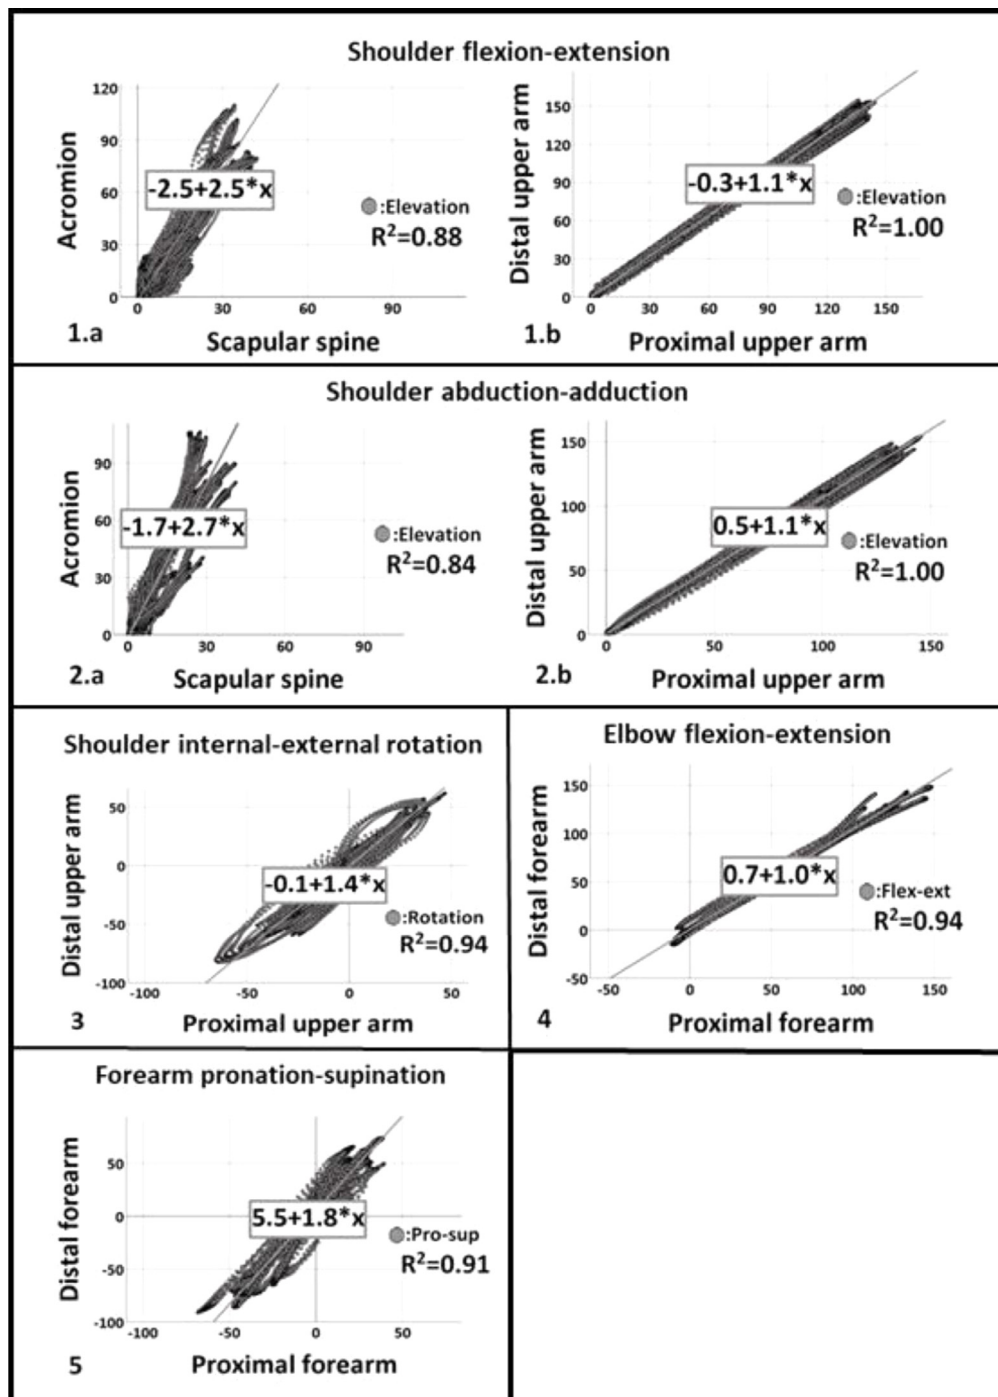 Shoulder flexion-extension
Acromion
120
90
60
30
0
-2.5+2.5*x
:Elevation
R²=0.88
0
30
60
90
1.a
Scapular spine
Distal upper arm
150
120
90
60
30
0
-0.3+1.1*x
:Elevation
R²=1.00
0
30
60
90
120
150
1.b
Proximal upper arm
Shoulder abduction-adduction
Acromion
90
60
30
0
-1.7+2.7*x
:Elevation
R²=0.84
0
30
60
90
2.a
Scapular spine
Distal upper arm
150
100
50
0
0.5+1.1*x
:Elevation
R²=1.00
0
50
100
150
2.b
Proximal upper arm
Shoulder internal-external rotation
Distal upper arm
50
0
-50
-100
-0.1+1.4*x
:Rotation
R²=0.94
-100
-50
0
50
3
Proximal upper arm
Elbow flexion-extension
Distal forearm
150
100
50
0
-50
0.7+1.0*x
:Flex-ext
R²=0.94
-50
0
50
100
150
4
Proximal forearm
Forearm pronation-supination
Distal forearm
50
0
-50
-100
5.5+1.8*x
:Pro-sup
R²=0.91
-100
-50
0
50
5
Proximal forearm